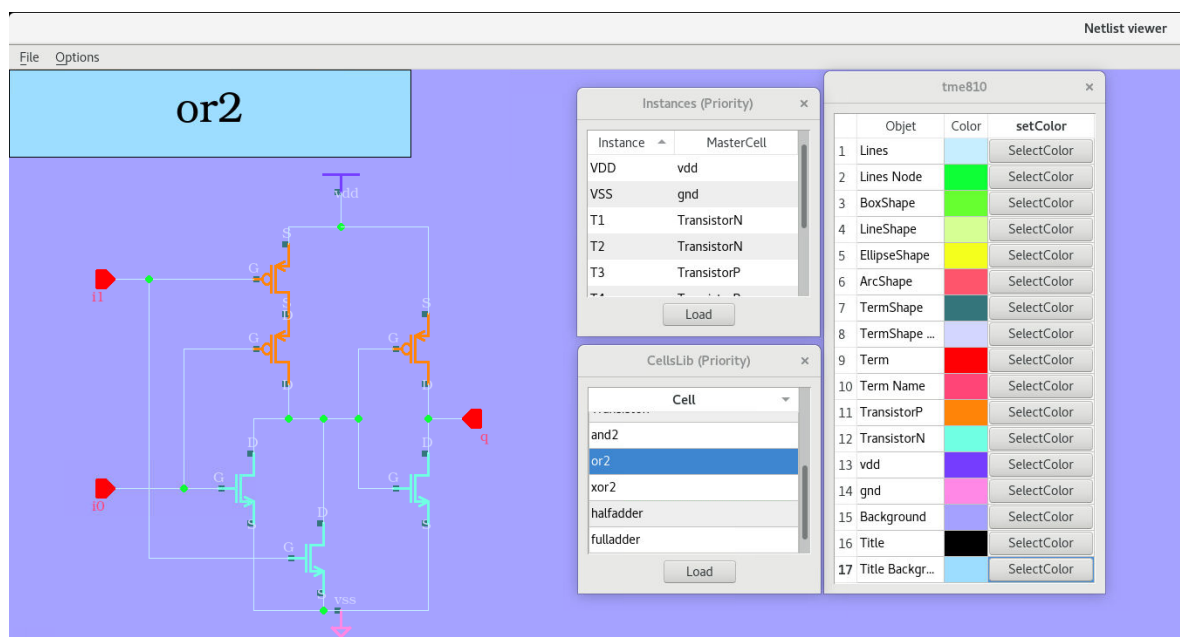 Netlist viewer
File Options
or2
vdd
S
G
i1
S
D
G
S
G
D
D
q
D
D
G
G
i0
S
S
D
G
S
vss
Instances (Priority) ×
Instance MasterCell
VDD vdd
VSS gnd
T1 TransistorN
T2 TransistorN
T3 TransistorP
Load
CellsLib (Priority) ×
Cell
and2
or2
xor2
halfadder
fulladder
Load
tme810 ×
Objet Color setColor
1 Lines SelectColor
2 Lines Node SelectColor
3 BoxShape SelectColor
4 LineShape SelectColor
5 EllipseShape SelectColor
6 ArcShape SelectColor
7 TermShape SelectColor
8 TermShape ... SelectColor
9 Term SelectColor
10 Term Name SelectColor
11 TransistorP SelectColor
12 TransistorN SelectColor
13 vdd SelectColor
14 gnd SelectColor
15 Background SelectColor
16 Title SelectColor
17 Title Backgr... SelectColor